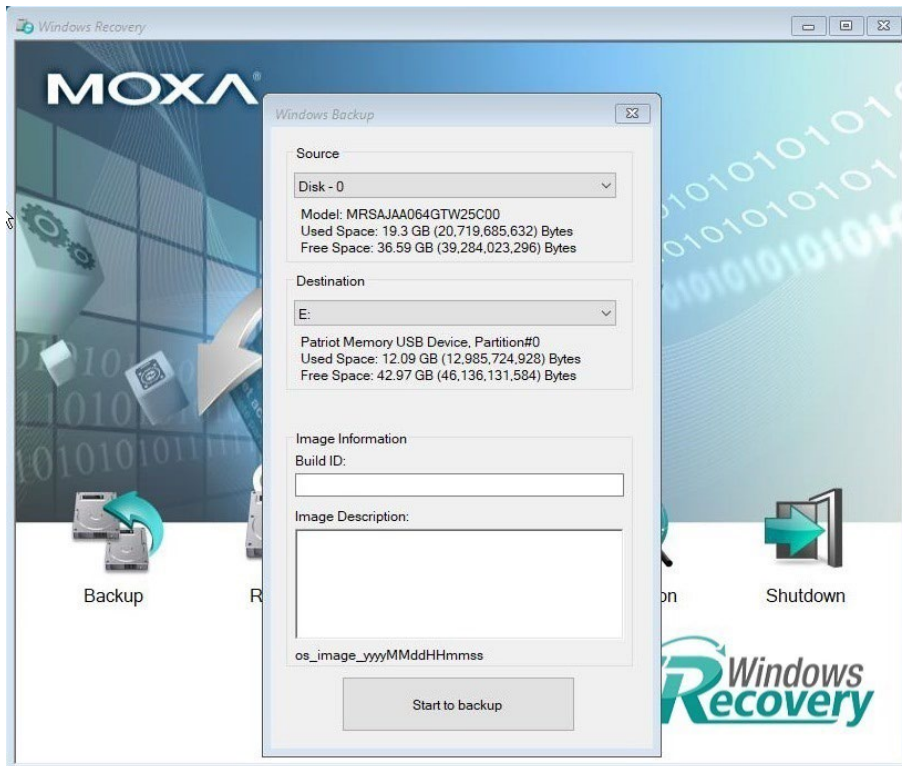 Windows Recovery
MOXA®
Windows Backup
Source
Disk - 0
Model: MRSAJAA064GTW25C00
Used Space: 19.3 GB (20,719,685,632) Bytes
Free Space: 36.59 GB (39,284,023,296) Bytes
Destination
E:
Patriot Memory USB Device, Partition#0
Used Space: 12.09 GB (12,985,724,928) Bytes
Free Space: 42.97 GB (46,136,131,584) Bytes
Image Information
Build ID:
Image Description:
os_image_yyyyMMddHHmmss
Start to backup
Backup
R
on
Shutdown
Windows
Recovery